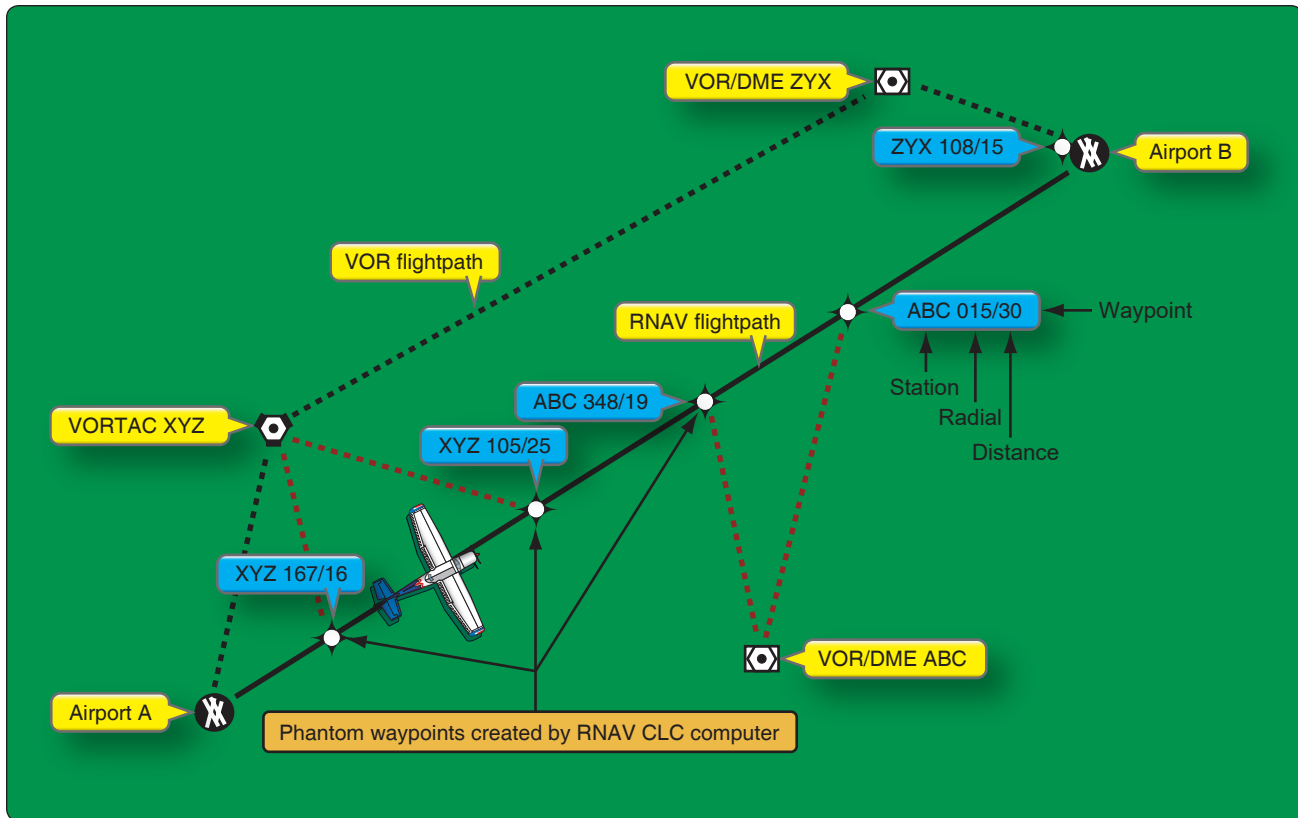 VOR/DME ZYX
ZYX 108/15
Airport B
VOR flightpath
RNAV flightpath
ABC 015/30
Waypoint
Station
Radial
Distance
ABC 348/19
VORTAC XYZ
XYZ 105/25
XYZ 167/16
VOR/DME ABC
Airport A
Phantom waypoints created by RNAV CLC computer